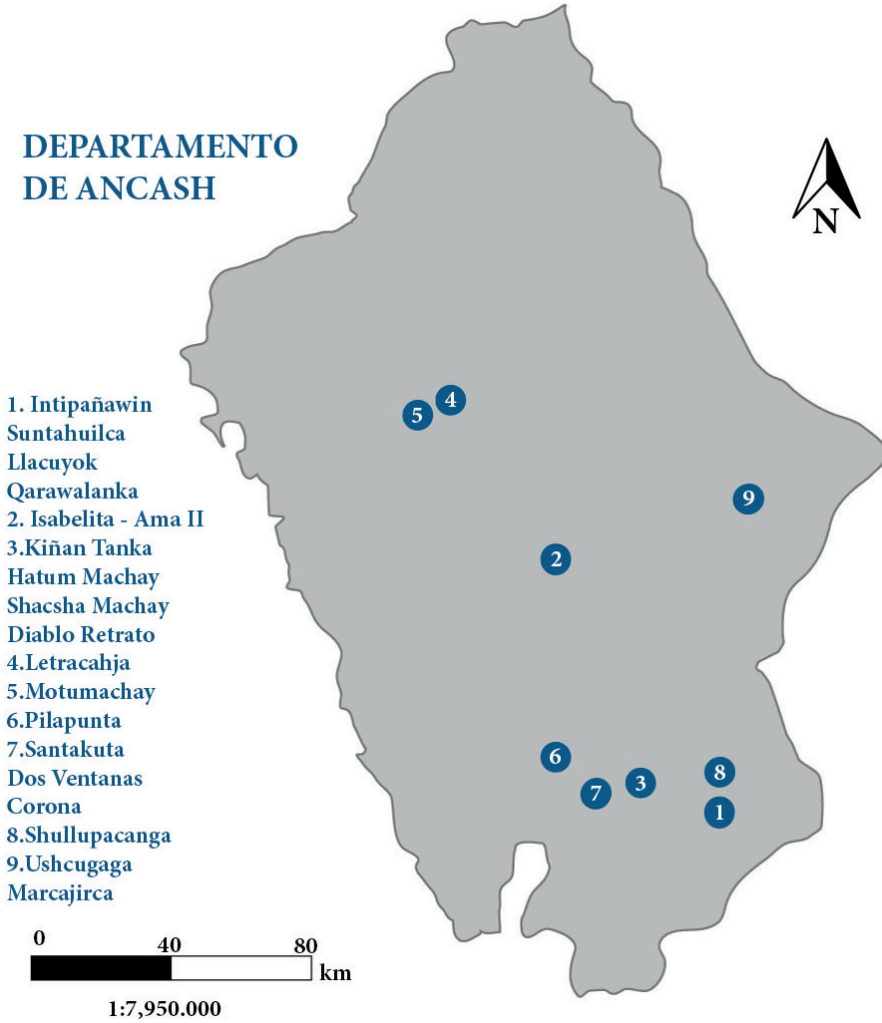 DEPARTAMENTO
DE ANCASH
N
1. Intipañawin
Suntahuilca
Llacuyok
Qarawalanka
2. Isabelita - Ama II
3.Kiñan Tanka
Hatum Machay
Shacsha Machay
Diablo Retrato
4.Letracahja
5.Motumachay
6.Pilapunta
7.Santakuta
Dos Ventanas
Corona
8.Shullupacanga
9.Ushcugaga
Marcajirca
4
5
9
2
6
7
3
8
1
0 40 80
km
1:7,950.000